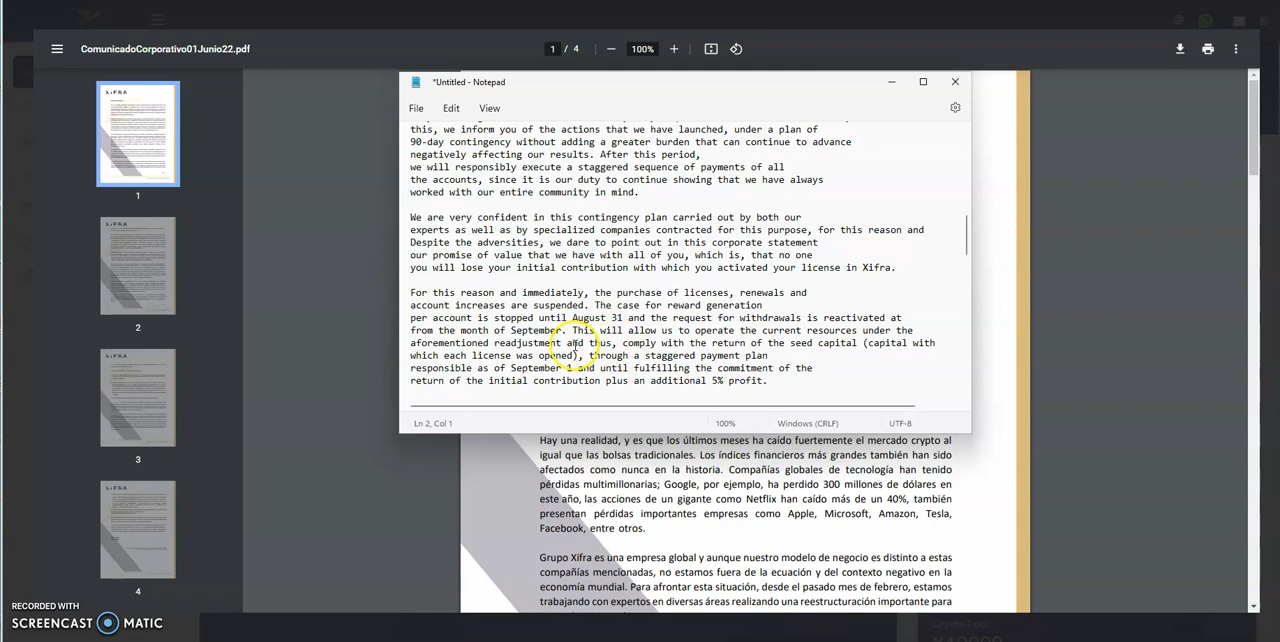 ComunicadoCorporativo01Junio22.pdf
1 / 4
100%
XIFRA
1
2
3
4
*Untitled - Notepad
File Edit View
this, we inform you of the actions that we have launched, under a plan of
90-day contingency without adding a greater burden that can continue to advance
negatively affecting our results. After this period,
we will responsibly execute a staggered sequence of payments of all
the accounts, since it is our duty to continue showing that we have always
worked with our entire community in mind.
We are very confident in this contingency plan carried out by both our
experts as well as by specialized companies contracted for this purpose, for this reason and
Despite the adversities, we dare to point out in this corporate statement
our promise of value that we have with all of you, which is, that no one
you will lose your initial contribution with which you activated your license in Xifra.
For this reason and immediately, the purchase of licenses, renewals and
account increases are suspended. The case for reward generation
per account is stopped until August 31 and the request for withdrawals is reactivated at
from the month of September. This will allow us to operate the current resources under the
aforementioned readjustment and thus, comply with the return of the seed capital (capital with
which each license was opened), through a staggered payment plan
responsible as of September 1 and until fulfilling the commitment of the
return of the initial contribution plus an additional 5% profit.
Ln 2, Col 1
100%
Windows (CRLF)
UTF-8
Hay una realidad, y es que los últimos meses ha caído fuertemente el mercado crypto al
igual que las bolsas tradicionales. Los índices financieros más grandes también han sido
afectados como nunca en la historia. Compañías globales de tecnología han tenido
pérdidas multimillonarias; Google, por ejemplo, ha perdido 300 millones de dólares en
este año, las acciones de un gigante como Netflix han caído más de un 40%, también
presentan pérdidas importantes empresas como Apple, Microsoft, Amazon, Tesla,
Facebook, entre otros.
Grupo Xifra es una empresa global y aunque nuestro modelo de negocio es distinto a estas
compañías mencionadas, no estamos fuera de la ecuación y del contexto negativo en la
economía mundial. Para afrontar esta situación, desde el pasado mes de febrero, estamos
trabajando con expertos en diversas áreas realizando una reestructuración importante para
RECORDED WITH
SCREENCAST MATIC